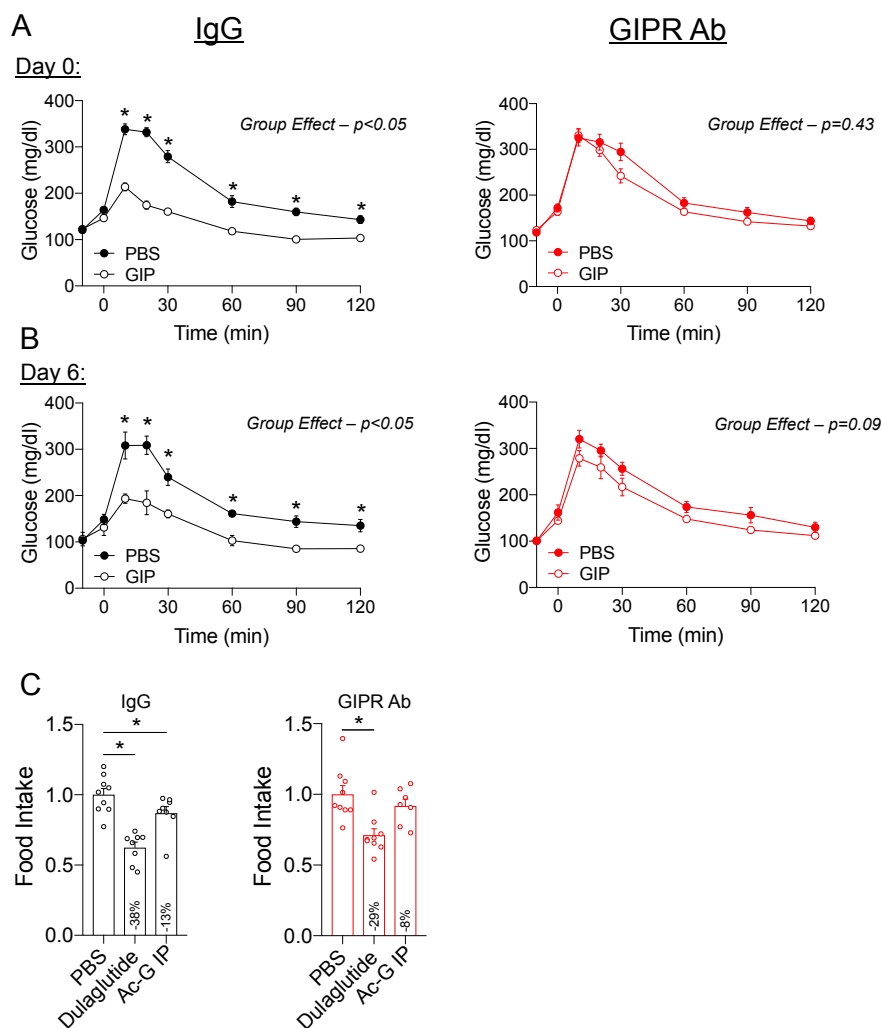 A
IgG
GIPR Ab
Day 0:
400
300
200
100
0
Glucose (mg/dl)
* * * * * *
Group Effect – p<0.05
PBS
GIP
0 30 60 90 120
Time (min)
400
300
200
100
0
Glucose (mg/dl)
Group Effect – p=0.43
PBS
GIP
0 30 60 90 120
Time (min)
B
Day 6:
400
300
200
100
0
Glucose (mg/dl)
* * * * * *
Group Effect – p<0.05
PBS
GIP
0 30 60 90 120
Time (min)
400
300
200
100
0
Glucose (mg/dl)
Group Effect – p=0.09
PBS
GIP
0 30 60 90 120
Time (min)
C
IgG
1.5
1.0
0.5
0.0
Food Intake
*
*
-38%
-13%
PBS
Dulaglutide
Ac-G IP
GIPR Ab
1.5
1.0
0.5
0.0
Food Intake
*
-29%
-8%
PBS
Dulaglutide
Ac-G IP